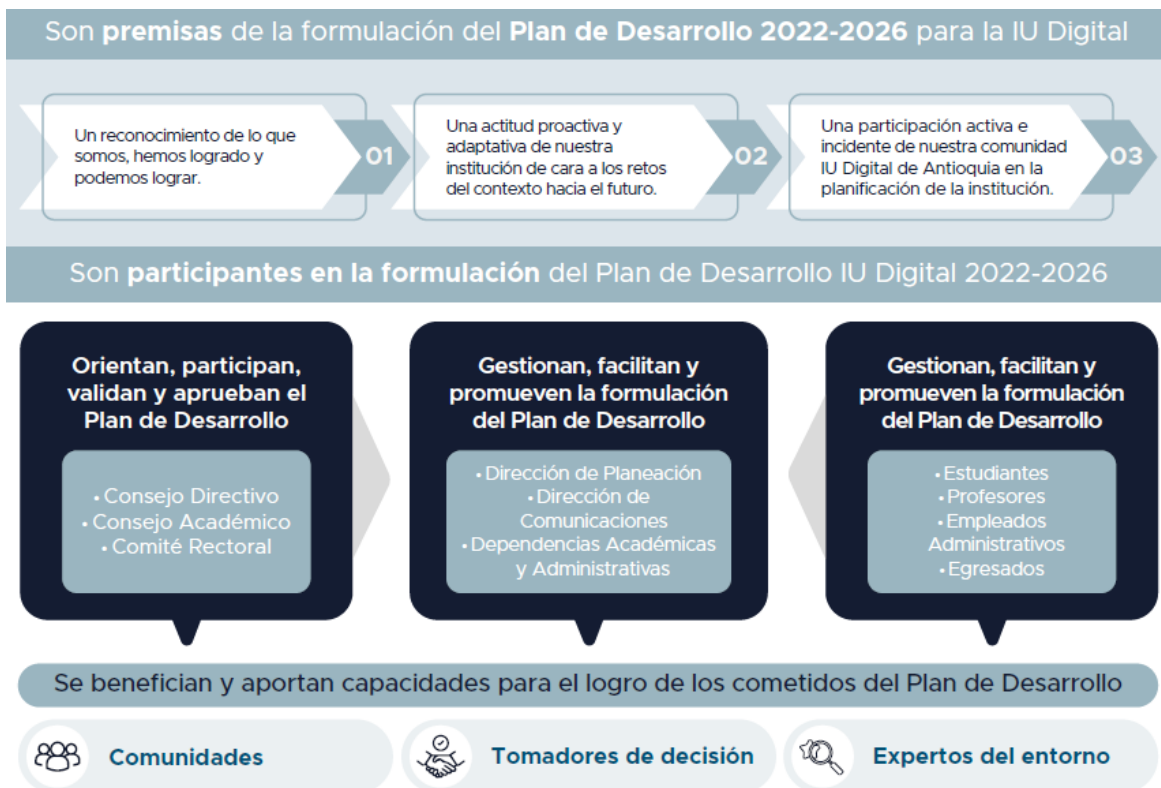 Son premisas de la formulación del Plan de Desarrollo 2022-2026 para la IU Digital
Un reconocimiento de lo que
somos, hemos logrado y
podemos lograr.
01
Una actitud proactiva y
adaptativa de nuestra
institución de cara a los retos
del contexto hacia el futuro.
02
Una participación activa e
incidente de nuestra comunidad
IU Digital de Antioquia en la
planificación de la institución.
03
Son participantes en la formulación del Plan de Desarrollo IU Digital 2022-2026
Orientan, participan,
validan y aprueban el
Plan de Desarrollo
• Consejo Directivo
• Consejo Académico
• Comité Rectoral
Gestionan, facilitan y
promueven la formulación
del Plan de Desarrollo
• Dirección de Planeación
• Dirección de
Comunicaciones
• Dependencias Académicas
y Administrativas
Gestionan, facilitan y
promueven la formulación
del Plan de Desarrollo
• Estudiantes
• Profesores
• Empleados
Administrativos
• Egresados
Se benefician y aportan capacidades para el logro de los cometidos del Plan de Desarrollo
Comunidades
Tomadores de decisión
Expertos del entorno